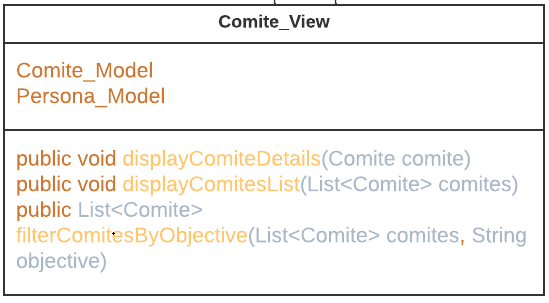 Comite_View
Comite_Model
Persona_Model
public void displayComiteDetails(Comite comite)
public void displayComitesList(List<Comite> comites)
public List<Comite>
filterComitesByObjective(List<Comite> comites, String
objective)